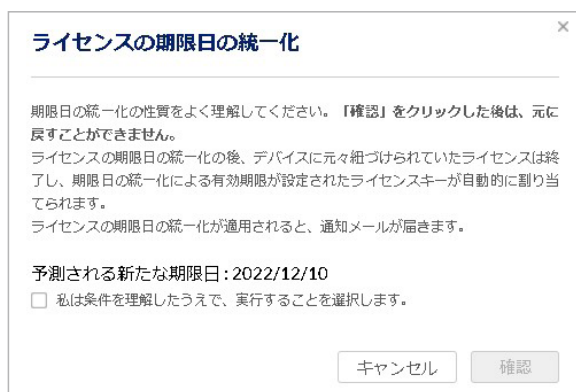 ライセンスの期限日の統一化
×
期限日の統一化の性質をよく理解してください。「確認」をクリックした後は、元に
戻すことができません。
ライセンスの期限日の統一化の後、デバイスに元々紐づけられていたライセンスは終
了し、期限日の統一化による有効期限が設定されたライセンスキーが自動的に割り当
てられます。
ライセンスの期限日の統一化が適用されると、通知メールが届きます。
予測される新たな期限日:2022/12/10
私は条件を理解したうえで、実行することを選択します。
キャンセル
確認